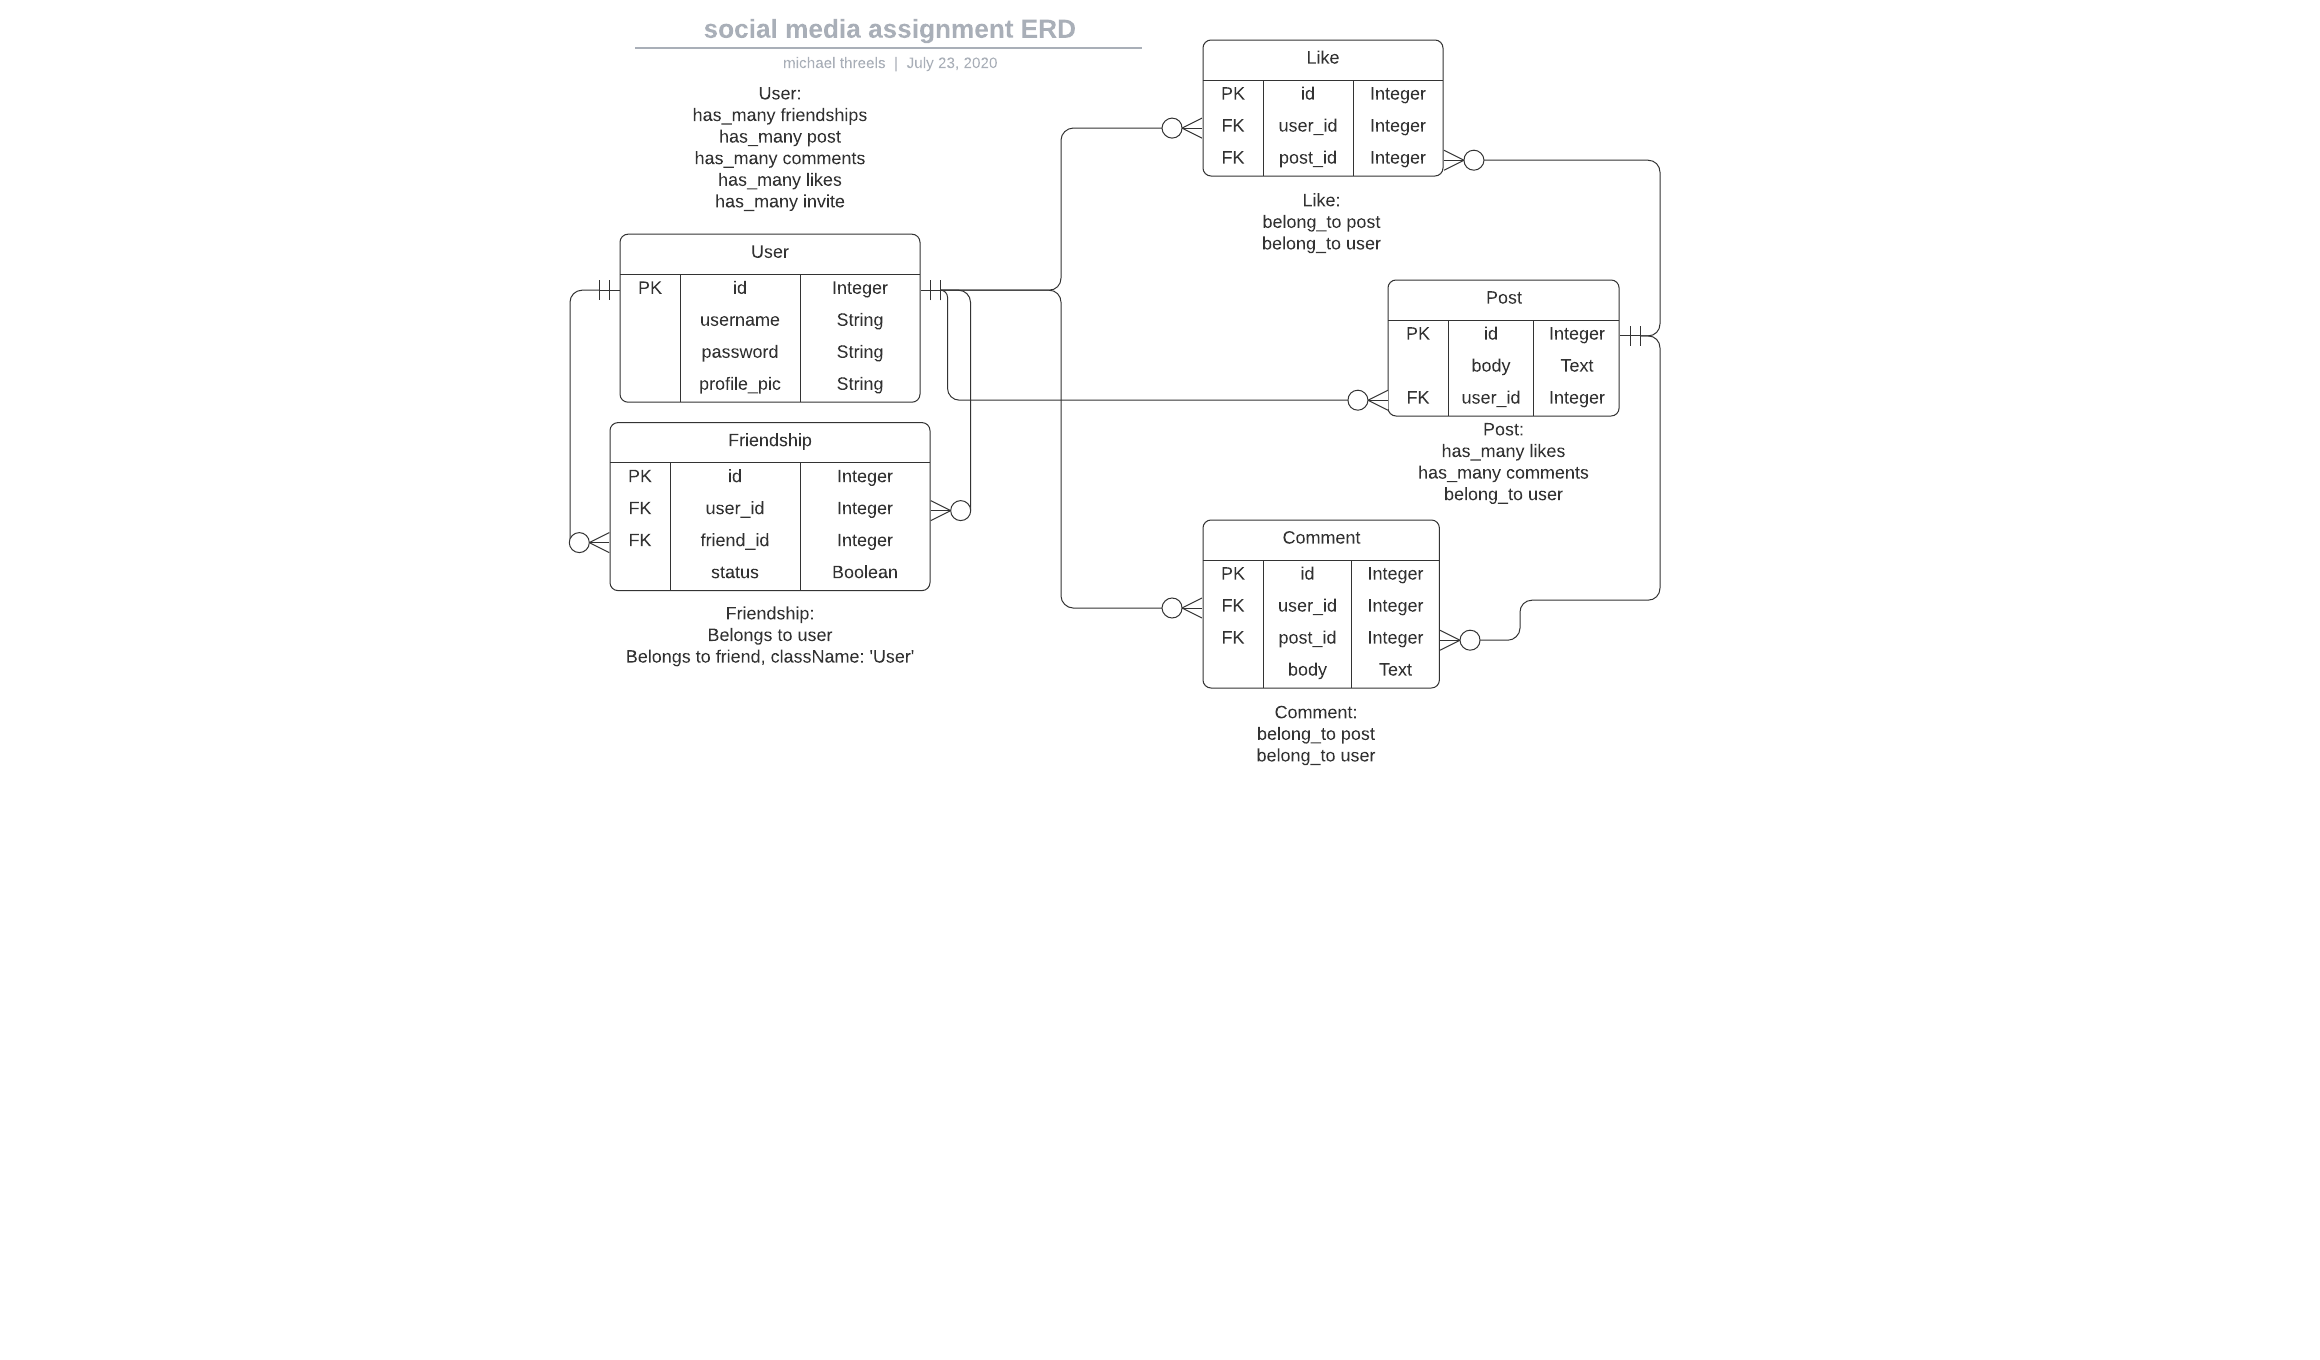 social media assignment ERD
michael threels | July 23, 2020
User:
has_many friendships
has_many post
has_many comments
has_many likes
has_many invite
User
PK id Integer
username String
password String
profile_pic String
Friendship
PK id Integer
FK user_id Integer
FK friend_id Integer
status Boolean
Friendship:
Belongs to user
Belongs to friend, className: 'User'
Like
PK id Integer
FK user_id Integer
FK post_id Integer
Like:
belong_to post
belong_to user
Post
PK id Integer
body Text
FK user_id Integer
Post:
has_many likes
has_many comments
belong_to user
Comment
PK id Integer
FK user_id Integer
FK post_id Integer
body Text
Comment:
belong_to post
belong_to user